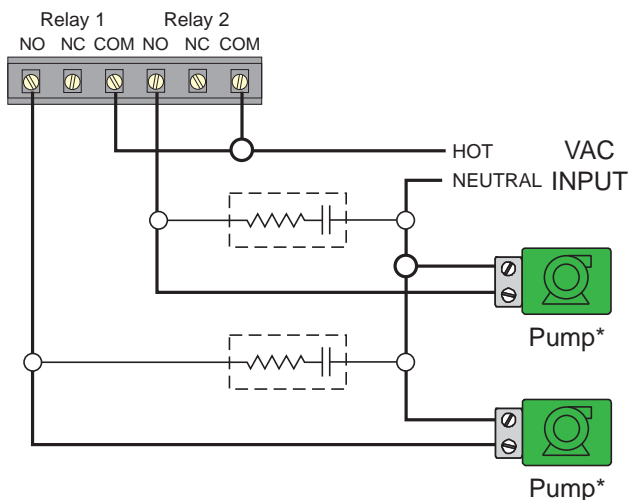 Relay 1 Relay 2
NO NC COM NO NC COM
HOT
NEUTRAL
VAC
INPUT
Pump*
Pump*